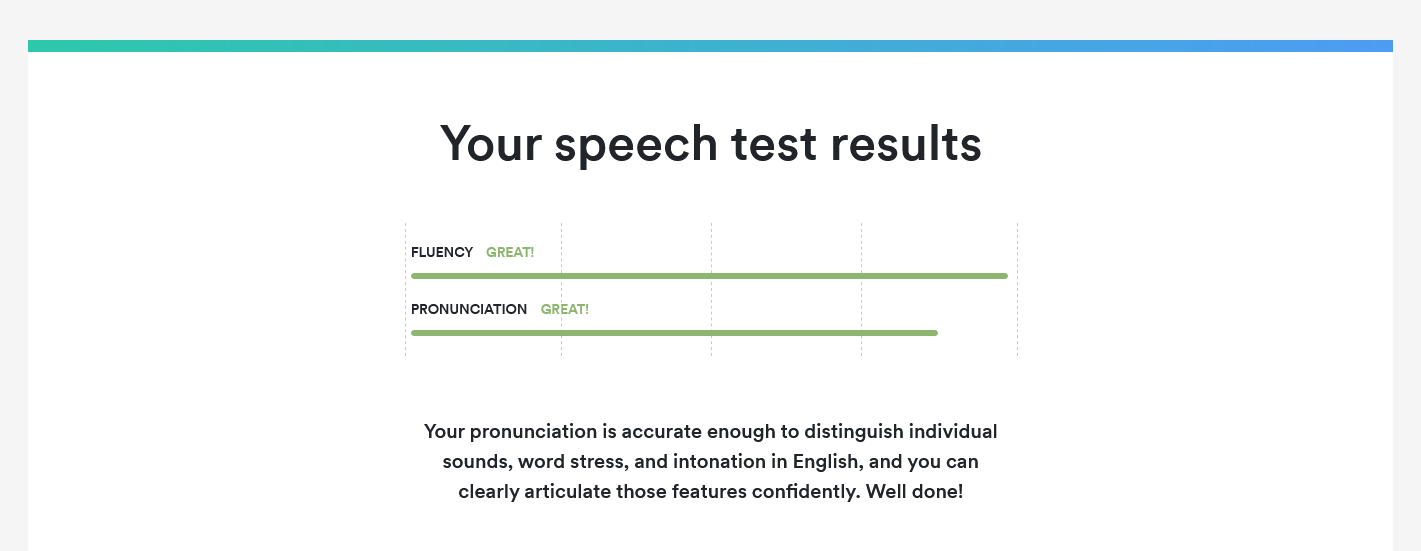 Your speech test results
FLUENCY GREAT!
PRONUNCIATION GREAT!
Your pronunciation is accurate enough to distinguish individual
sounds, word stress, and intonation in English, and you can
clearly articulate those features confidently. Well done!